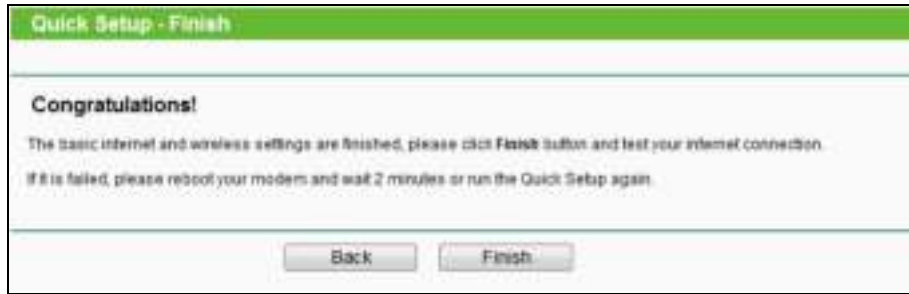 Quick Setup - Finish
Congratulations!
The basic internet and wireless settings are finished, please click Finish button and test your internet connection.
If it is failed, please reboot your modem and wait 2 minutes or run the Quick Setup again.
Back Finish